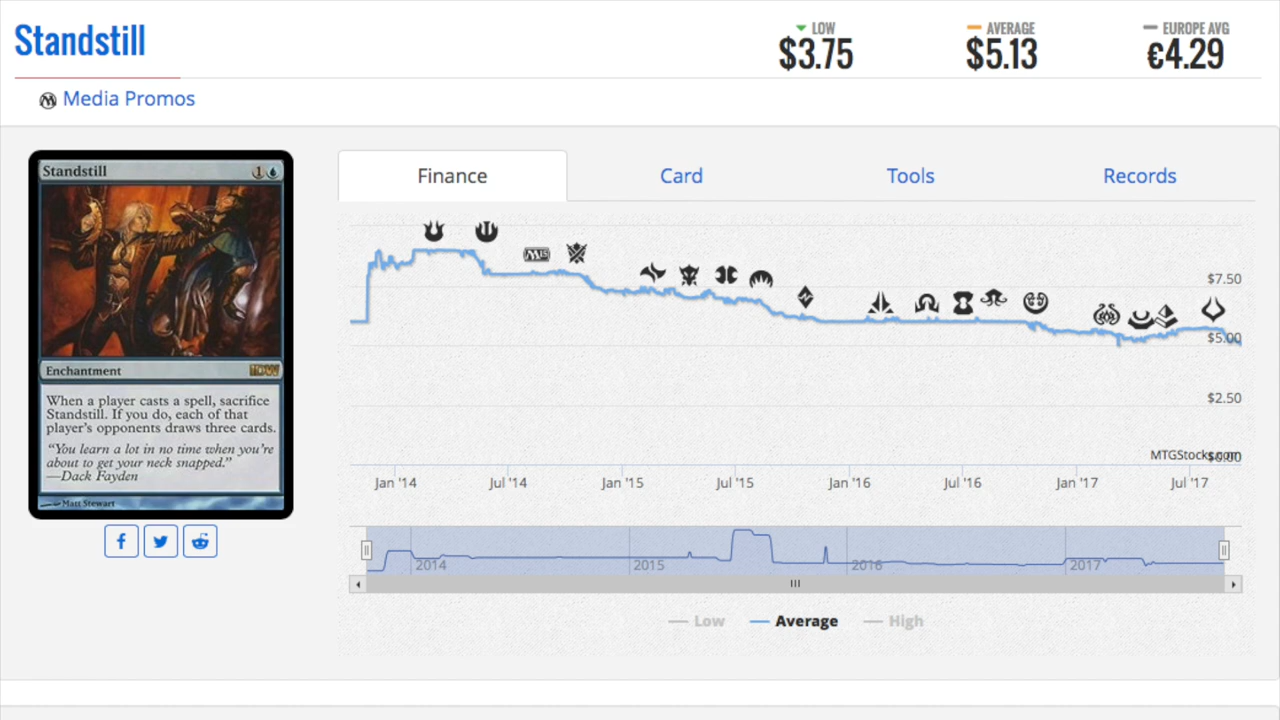 Standstill
LOW
$3.75
AVERAGE
$5.13
EUROPE AVG
€4.29
Media Promos
Finance
Card
Tools
Records
Standstill
1
Enchantment
When a player casts a spell, sacrifice
Standstill. If you do, each of that
player's opponents draws three cards.
"You learn a lot in no time when you're
about to get your neck snapped."
—Dack Fayden
Matt Stewart
M15
$7.50
$5.00
$2.50
$0.00
MTGStocks.com
Jan '14
Jul '14
Jan '15
Jul '15
Jan '16
Jul '16
Jan '17
Jul '17
2014
2015
2016
2017
Low
Average
High